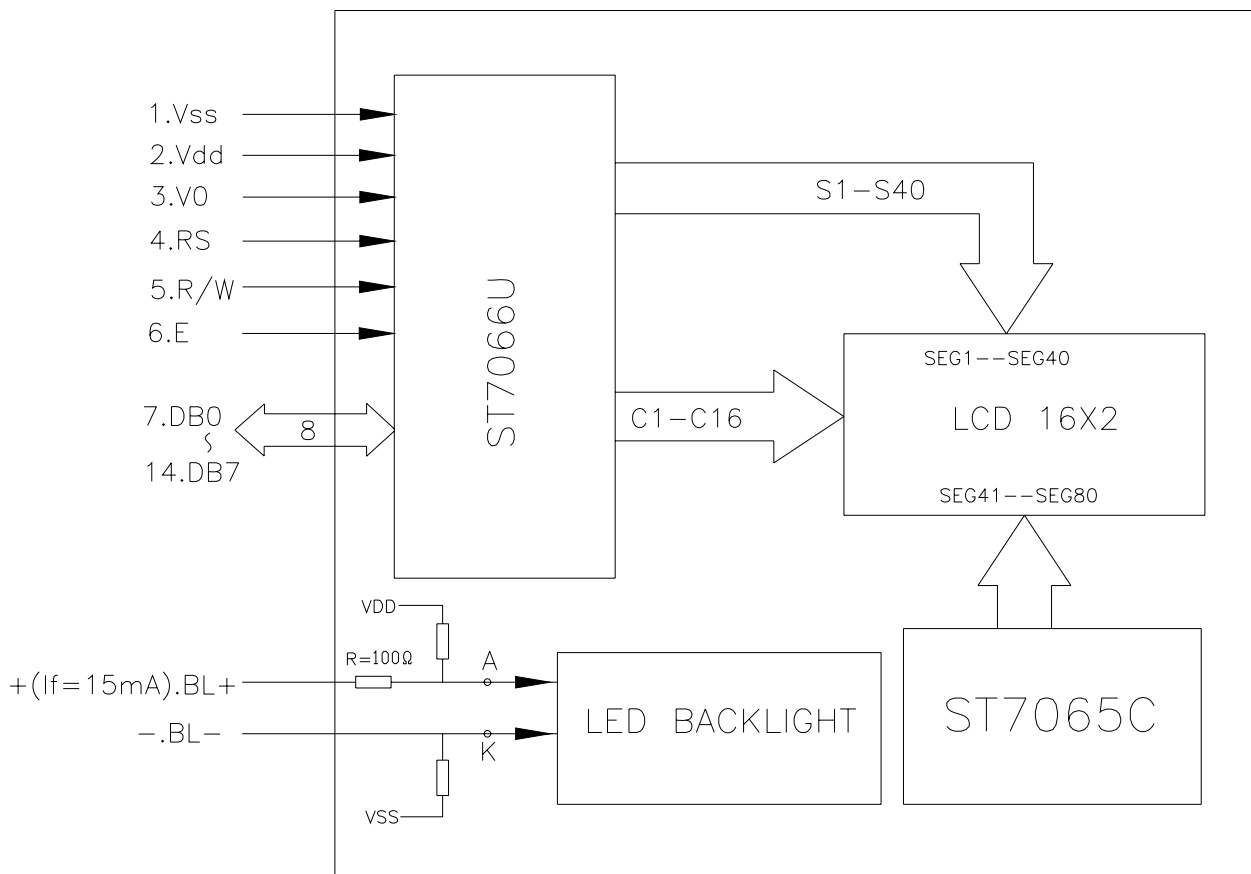 1.Vss
2.Vdd
3.V0
4.RS
5.R/W
6.E
7.DB0
~
14.DB7
8
ST7066U
S1-S40
C1-C16
SEG1--SEG40
LCD 16X2
SEG41--SEG80
ST7065C
VDD
R=100Ω
A
+(If=15mA).BL+
-.BL-
K
VSS
LED BACKLIGHT